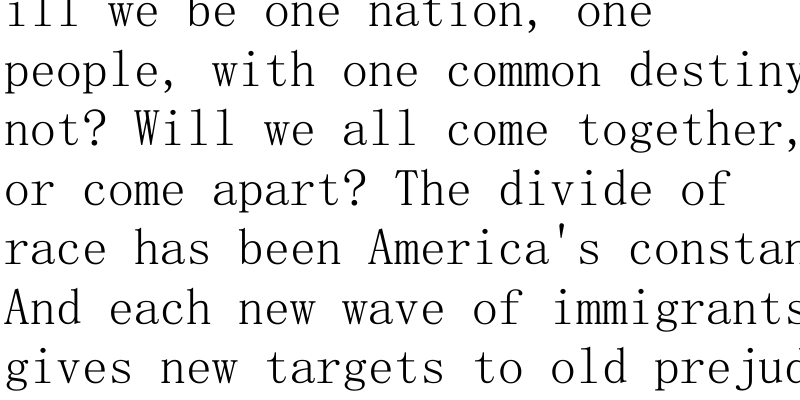 ill we be one nation, one
people, with one common destiny
not? Will we all come together,
or come apart? The divide of
race has been America's constan
And each new wave of immigrants
gives new targets to old prejud